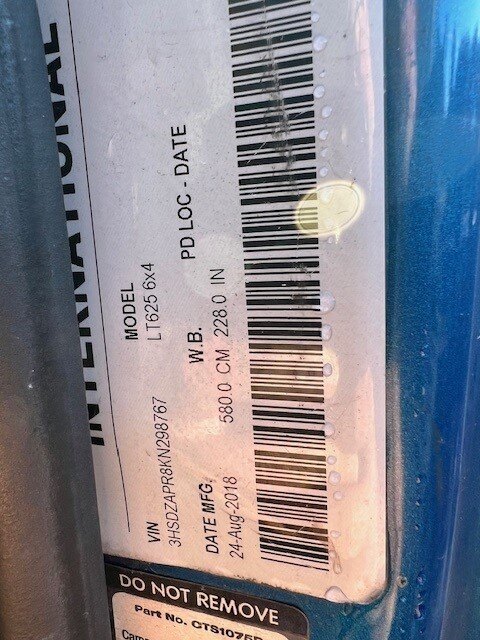 INTERNATIONAL
VIN MODEL
3HSDZAPR8KN298767 LT625 6x4
DATE MFG. W.B. PD LOC - DATE
24-Aug-2018 580.0 CM 228.0 IN
DO NOT REMOVE
Part No.